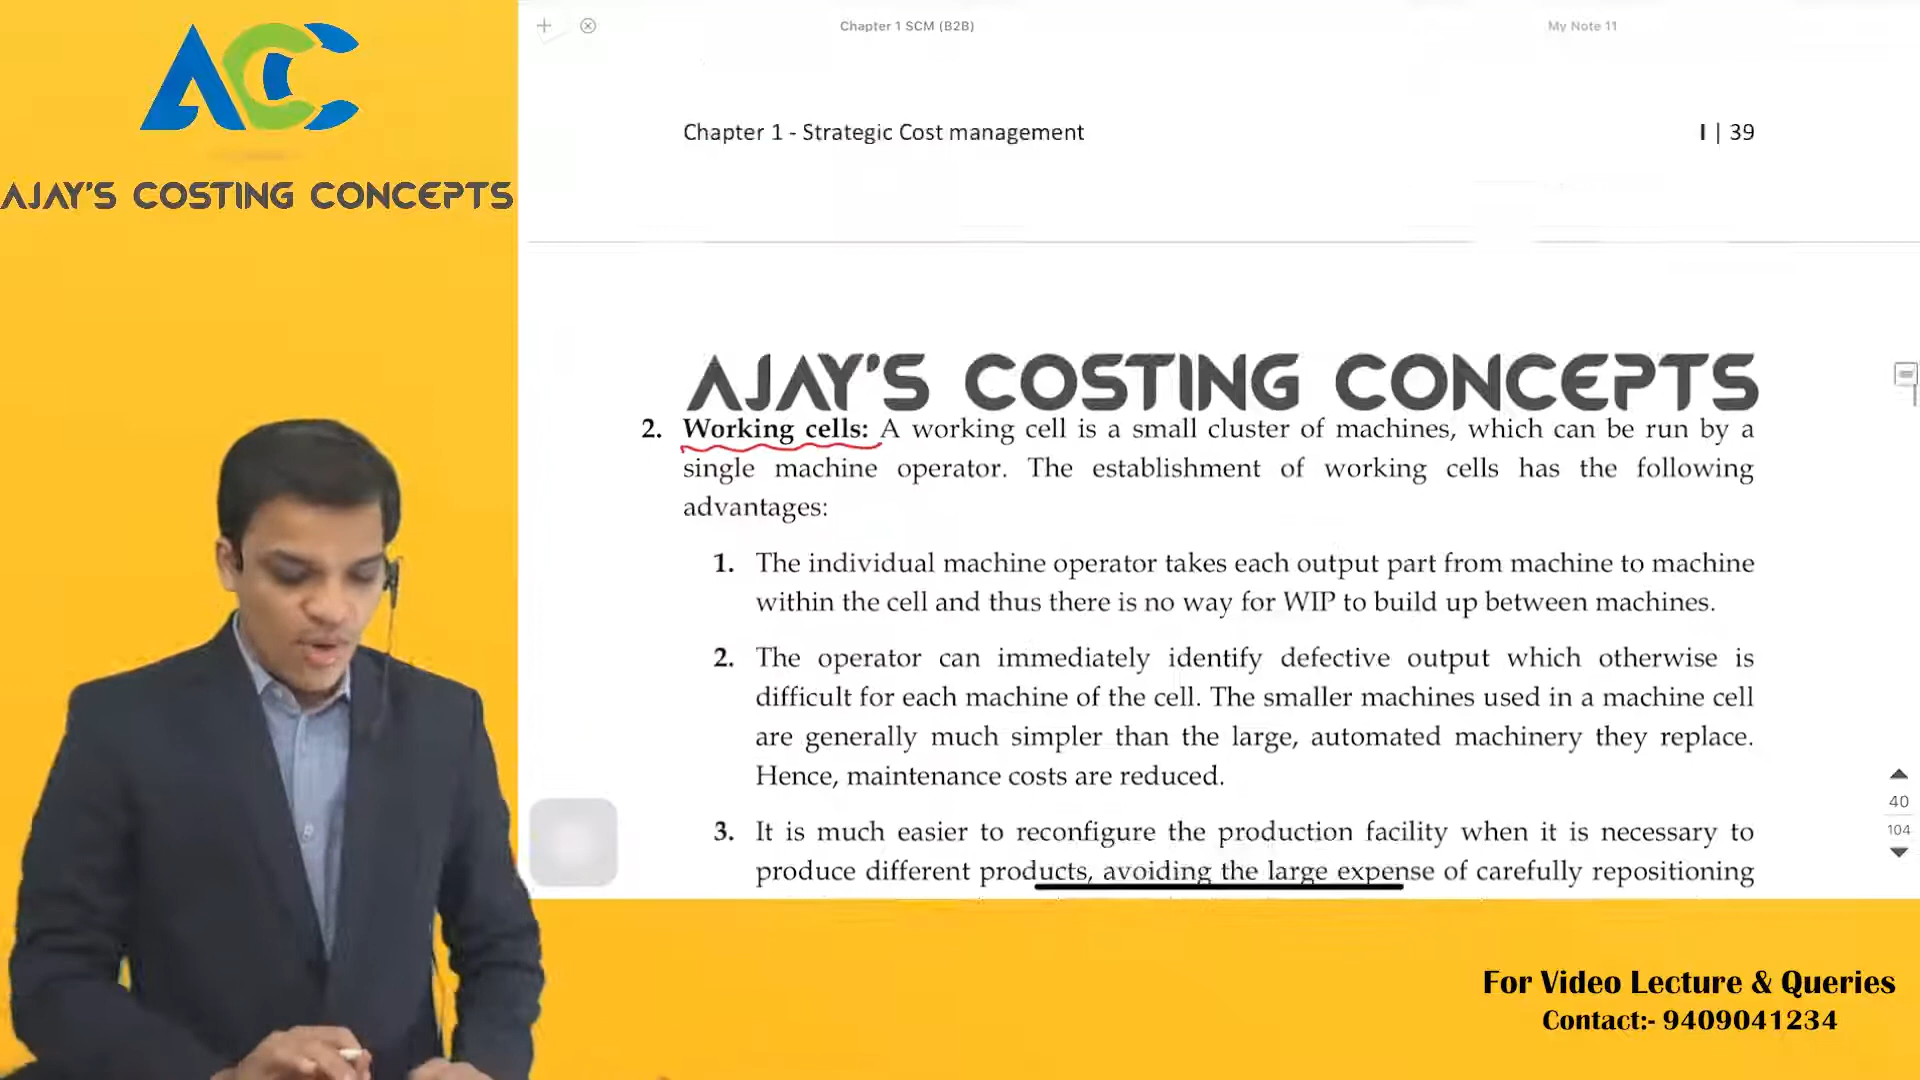 ACC
AJAY'S COSTING CONCEPTS
Chapter 1 SCM (B2B)
My Note 11
Chapter 1 - Strategic Cost management
I | 39
AJAY'S COSTING CONCEPTS
2. Working cells: A working cell is a small cluster of machines, which can be run by a
single machine operator. The establishment of working cells has the following
advantages:
1. The individual machine operator takes each output part from machine to machine
within the cell and thus there is no way for WIP to build up between machines.
2. The operator can immediately identify defective output which otherwise is
difficult for each machine of the cell. The smaller machines used in a machine cell
are generally much simpler than the large, automated machinery they replace.
Hence, maintenance costs are reduced.
3. It is much easier to reconfigure the production facility when it is necessary to
produce different products, avoiding the large expense of carefully repositioning
40
104
For Video Lecture & Queries
Contact:- 9409041234